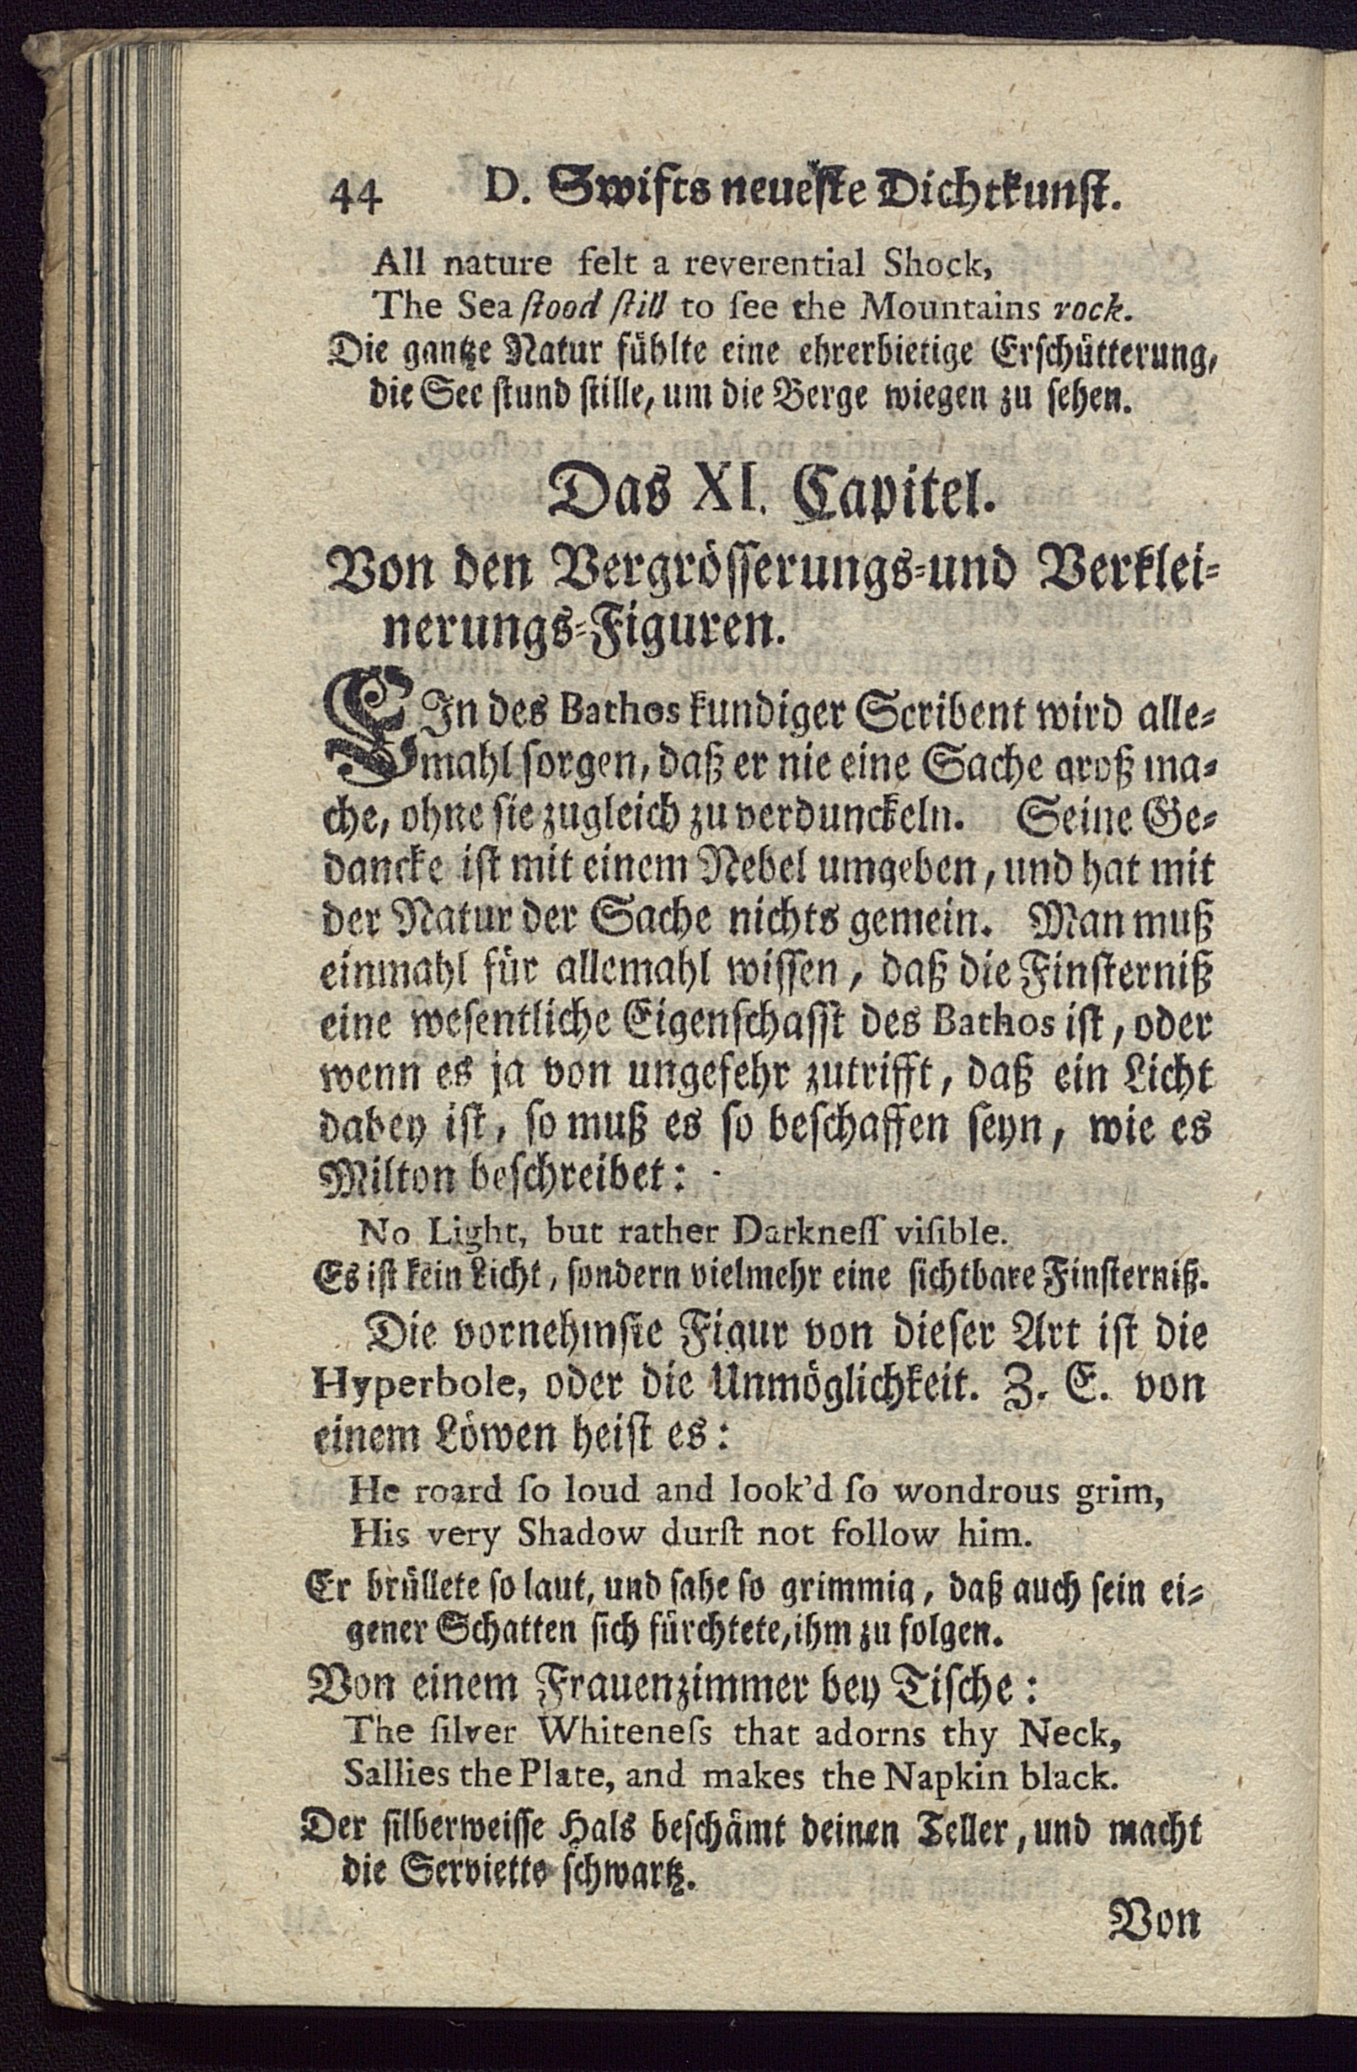 44 D. Swifts neueste Dichtkunst.
All nature felt a reverential Shock,
The Sea ſtood ſtill to ſee the Mountains rock.
Die gantze Natur fühlte eine ehrerbietige Erschütterung,
die See stund stille, um die Berge wiegen zu sehen.
Das XI. Capitel.
Von den Vergrösserungs-und Verklei-
nerungs-Figuren.
EIn des Bathos kundiger Scribent wird alle-
mahl sorgen, daß er nie eine Sache groß ma-
che, ohne sie zugleich zu verdunckeln. Seine Ge-
dancke ist mit einem Nebel umgeben, und hat mit
der Natur der Sache nichts gemein. Man muß
einmahl für allemahl wissen, daß die Finsterniß
eine wesentliche Eigenschafft des Bathos ist, oder
wenn es ja von ungefehr zutrifft, daß ein Licht
dabey ist, so muß es so beschaffen seyn, wie es
Milton beschreibet:
No Light, but rather Darkneſſ viſible.
Es ist kein Licht, sondern vielmehr eine sichtbare Finsterniß.
Die vornehmste Figur von dieser Art ist die
Hyperbole, oder die Unmöglichkeit. Z. E. von
einem Löwen heist es:
He roard ſo loud and look'd ſo wondrous grim,
His very Shadow durſt not follow him.
Er brüllete so laut, und sahe so grimmig, daß auch sein ei-
gener Schatten sich fürchtete, ihm zu folgen.
Von einem Frauenzimmer bey Tische:
The ſilver Whiteneſs that adorns thy Neck,
Sallies the Plate, and makes the Napkin black.
Der silberweisse Hals beschämt deinen Teller, und macht
die Serviette schwartz.
Von